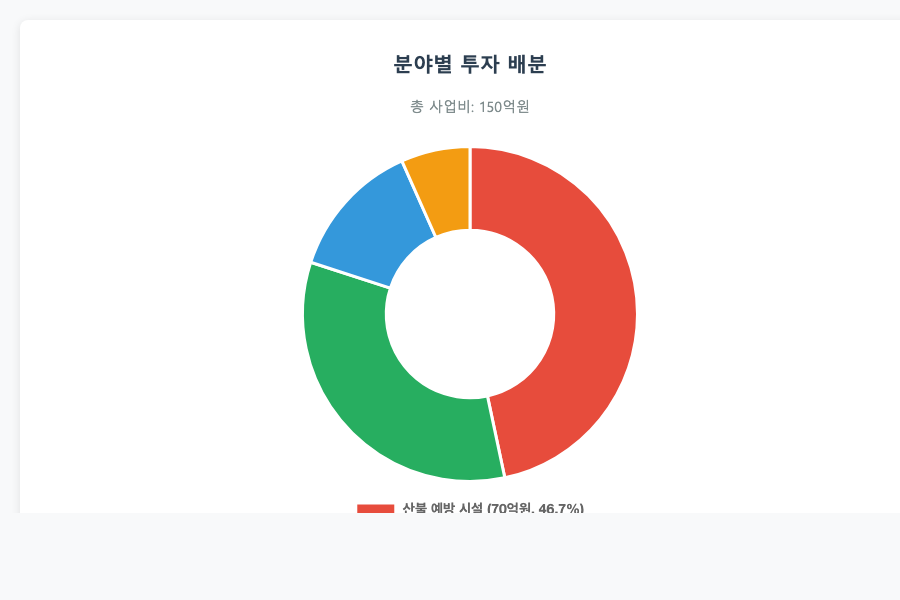 분야별 투자 배분
총 사업비: 150억원
산불 예방 시설 (70억원, 46.7%)